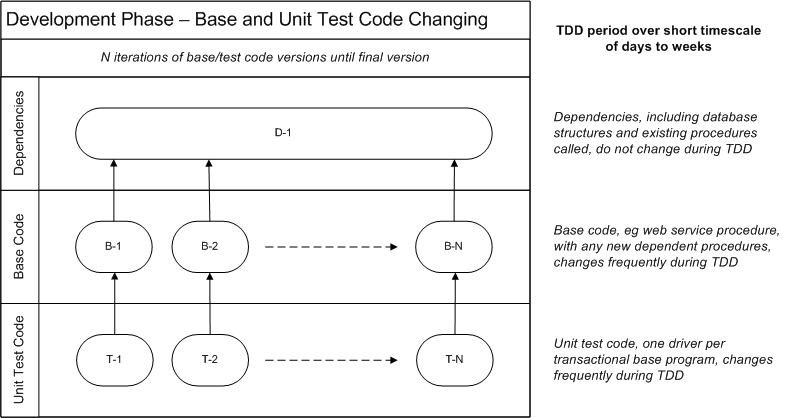 Development Phase – Base and Unit Test Code Changing
N iterations of base/test code versions until final version
TDD period over short timescale
of days to weeks
Dependencies
D-1
Dependencies, including database
structures and existing procedures
called, do not change during TDD
Base Code
B-1
B-2
B-N
Base code, eg web service procedure,
with any new dependent procedures,
changes frequently during TDD
Unit Test Code
T-1
T-2
T-N
Unit test code, one driver per
transactional base program, changes
frequently during TDD